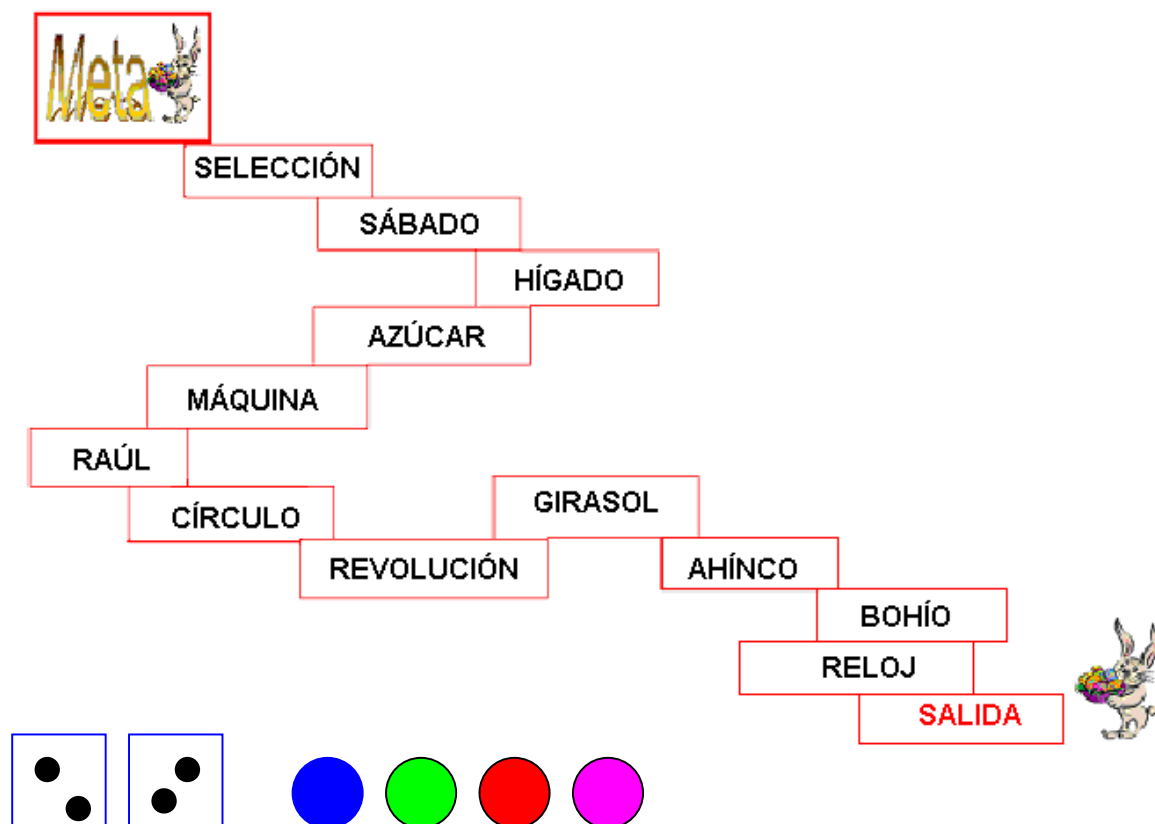 Meta
SELECCIÓN
SÁBADO
HÍGADO
AZÚCAR
MÁQUINA
RAÚL
CÍRCULO
GIRASOL
REVOLUCIÓN
AHÍNCO
BOHÍO
RELOJ
SALIDA